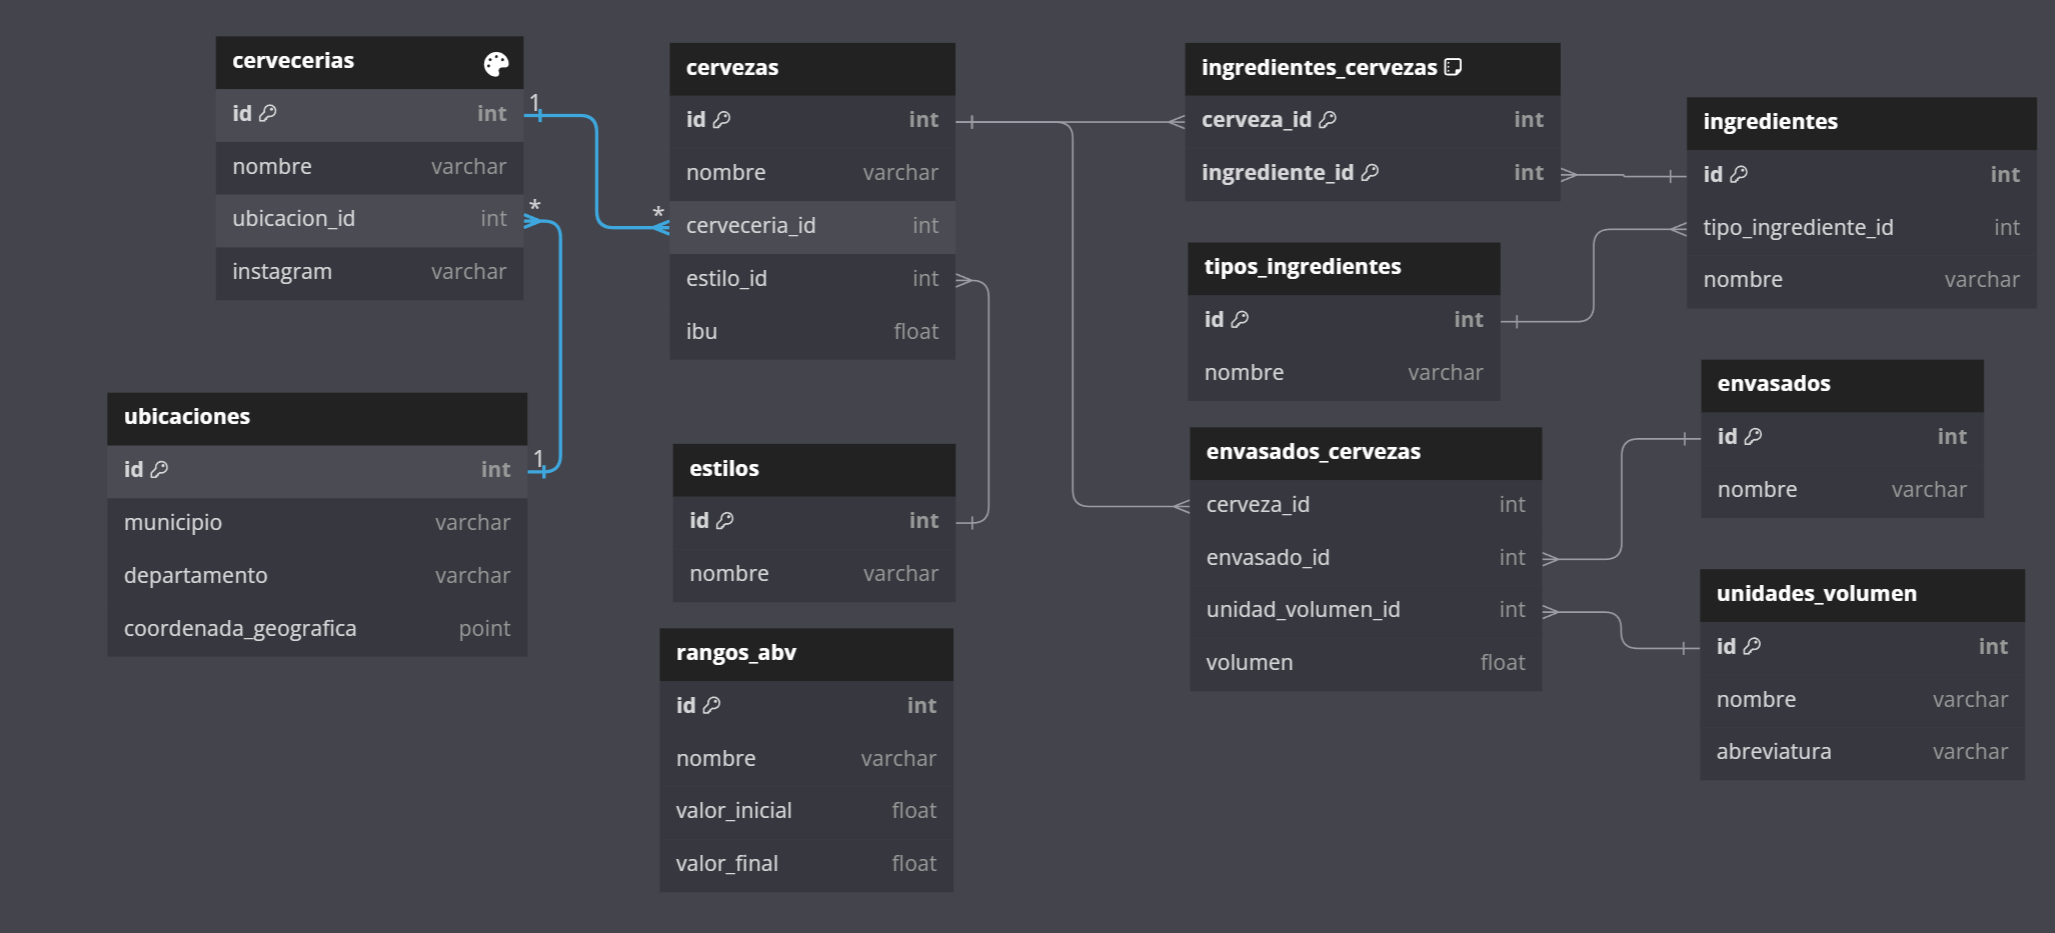 cervecerias
id int
nombre varchar
ubicacion_id int
instagram varchar
1
*
*
ubicaciones
id int
municipio varchar
departamento varchar
coordenada_geografica point
1
cervezas
id int
nombre varchar
cerveceria_id int
estilo_id int
ibu float
estilos
id int
nombre varchar
rangos_abv
id int
nombre varchar
valor_inicial float
valor_final float
ingredientes_cervezas
cerveza_id int
ingrediente_id int
tipos_ingredientes
id int
nombre varchar
envasados_cervezas
cerveza_id int
envasado_id int
unidad_volumen_id int
volumen float
ingredientes
id int
tipo_ingrediente_id int
nombre varchar
envasados
id int
nombre varchar
unidades_volumen
id int
nombre varchar
abreviatura varchar